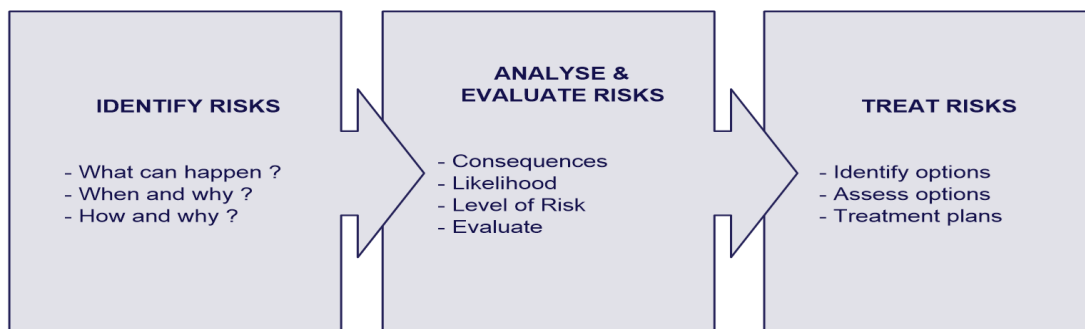 IDENTIFY RISKS
- What can happen ?
- When and why ?
- How and why ?
ANALYSE &
EVALUATE RISKS
- Consequences
- Likelihood
- Level of Risk
- Evaluate
TREAT RISKS
- Identify options
- Assess options
- Treatment plans